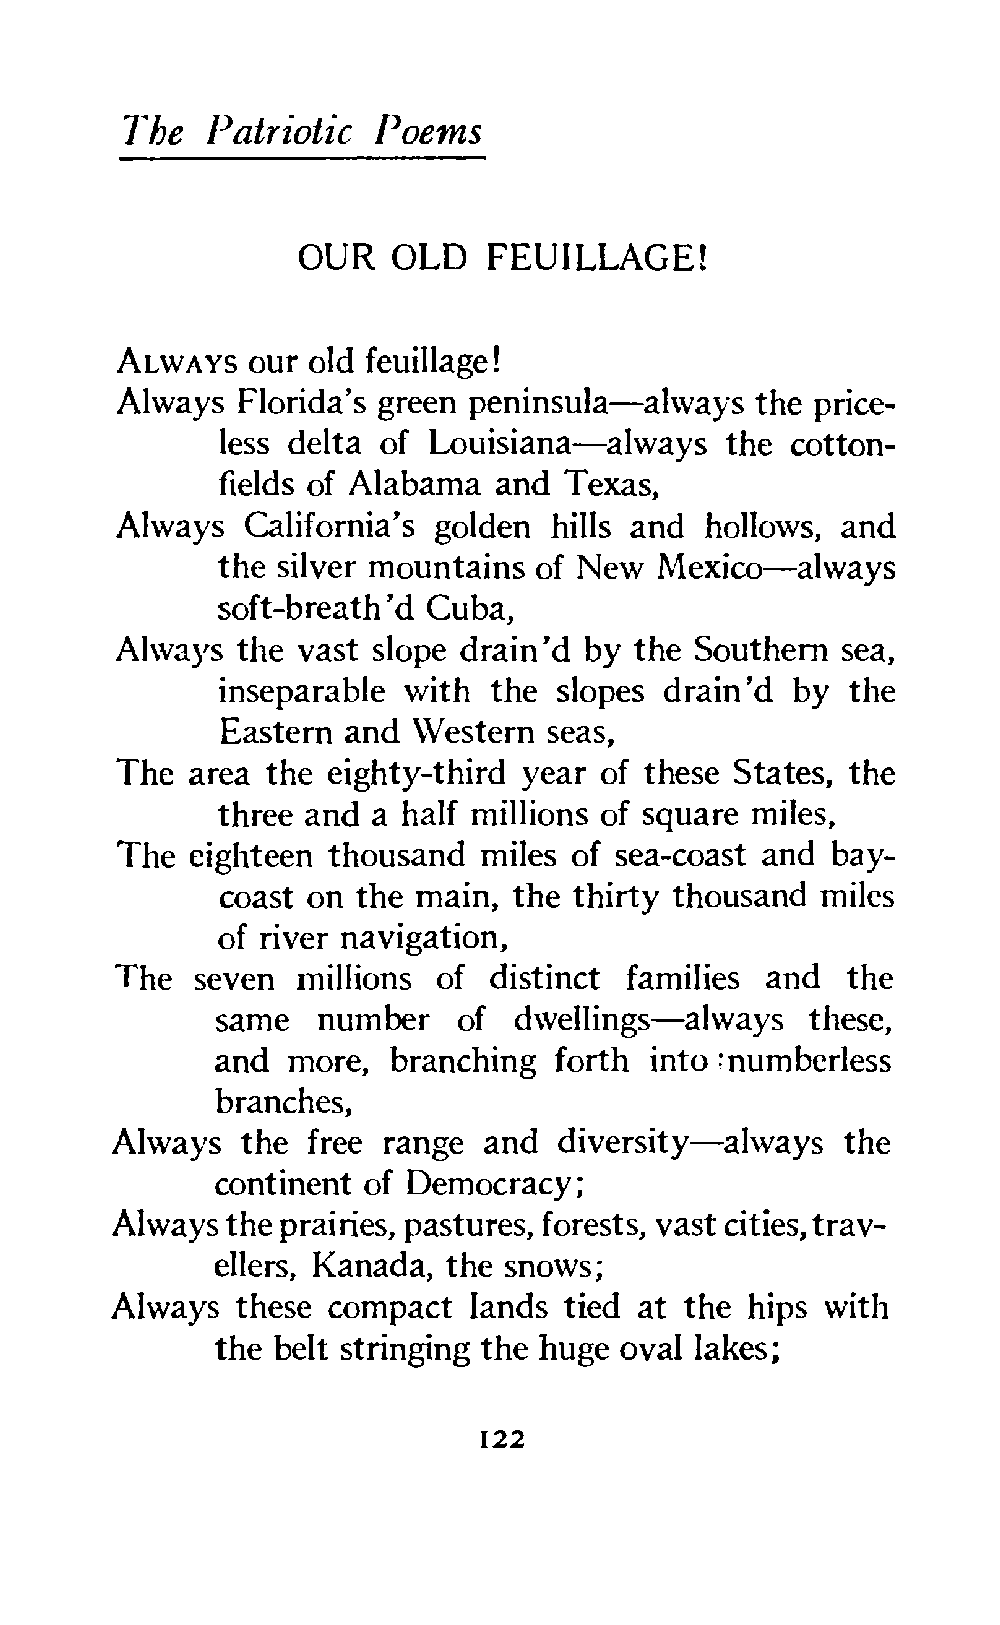 The Patriotic Poems
OUR OLD FEUILLAGE!
ALWAYS our old feuillage!
Always Florida's green peninsula—always the price-
less delta of Louisiana—always the cotton-
fields of Alabama and Texas,
Always California's golden hills and hollows, and
the silver mountains of New Mexico—always
soft-breath'd Cuba,
Always the vast slope drain'd by the Southern sea,
inseparable with the slopes drain'd by the
Eastern and Western seas,
The area the eighty-third year of these States, the
three and a half millions of square miles,
The eighteen thousand miles of sea-coast and bay-
coast on the main, the thirty thousand miles
of river navigation,
The seven millions of distinct families and the
same number of dwellings—always these,
and more, branching forth into numberless
branches,
Always the free range and diversity—always the
continent of Democracy;
Always the prairies, pastures, forests, vast cities, trav-
ellers, Kanada, the snows;
Always these compact lands tied at the hips with
the belt stringing the huge oval lakes;
122